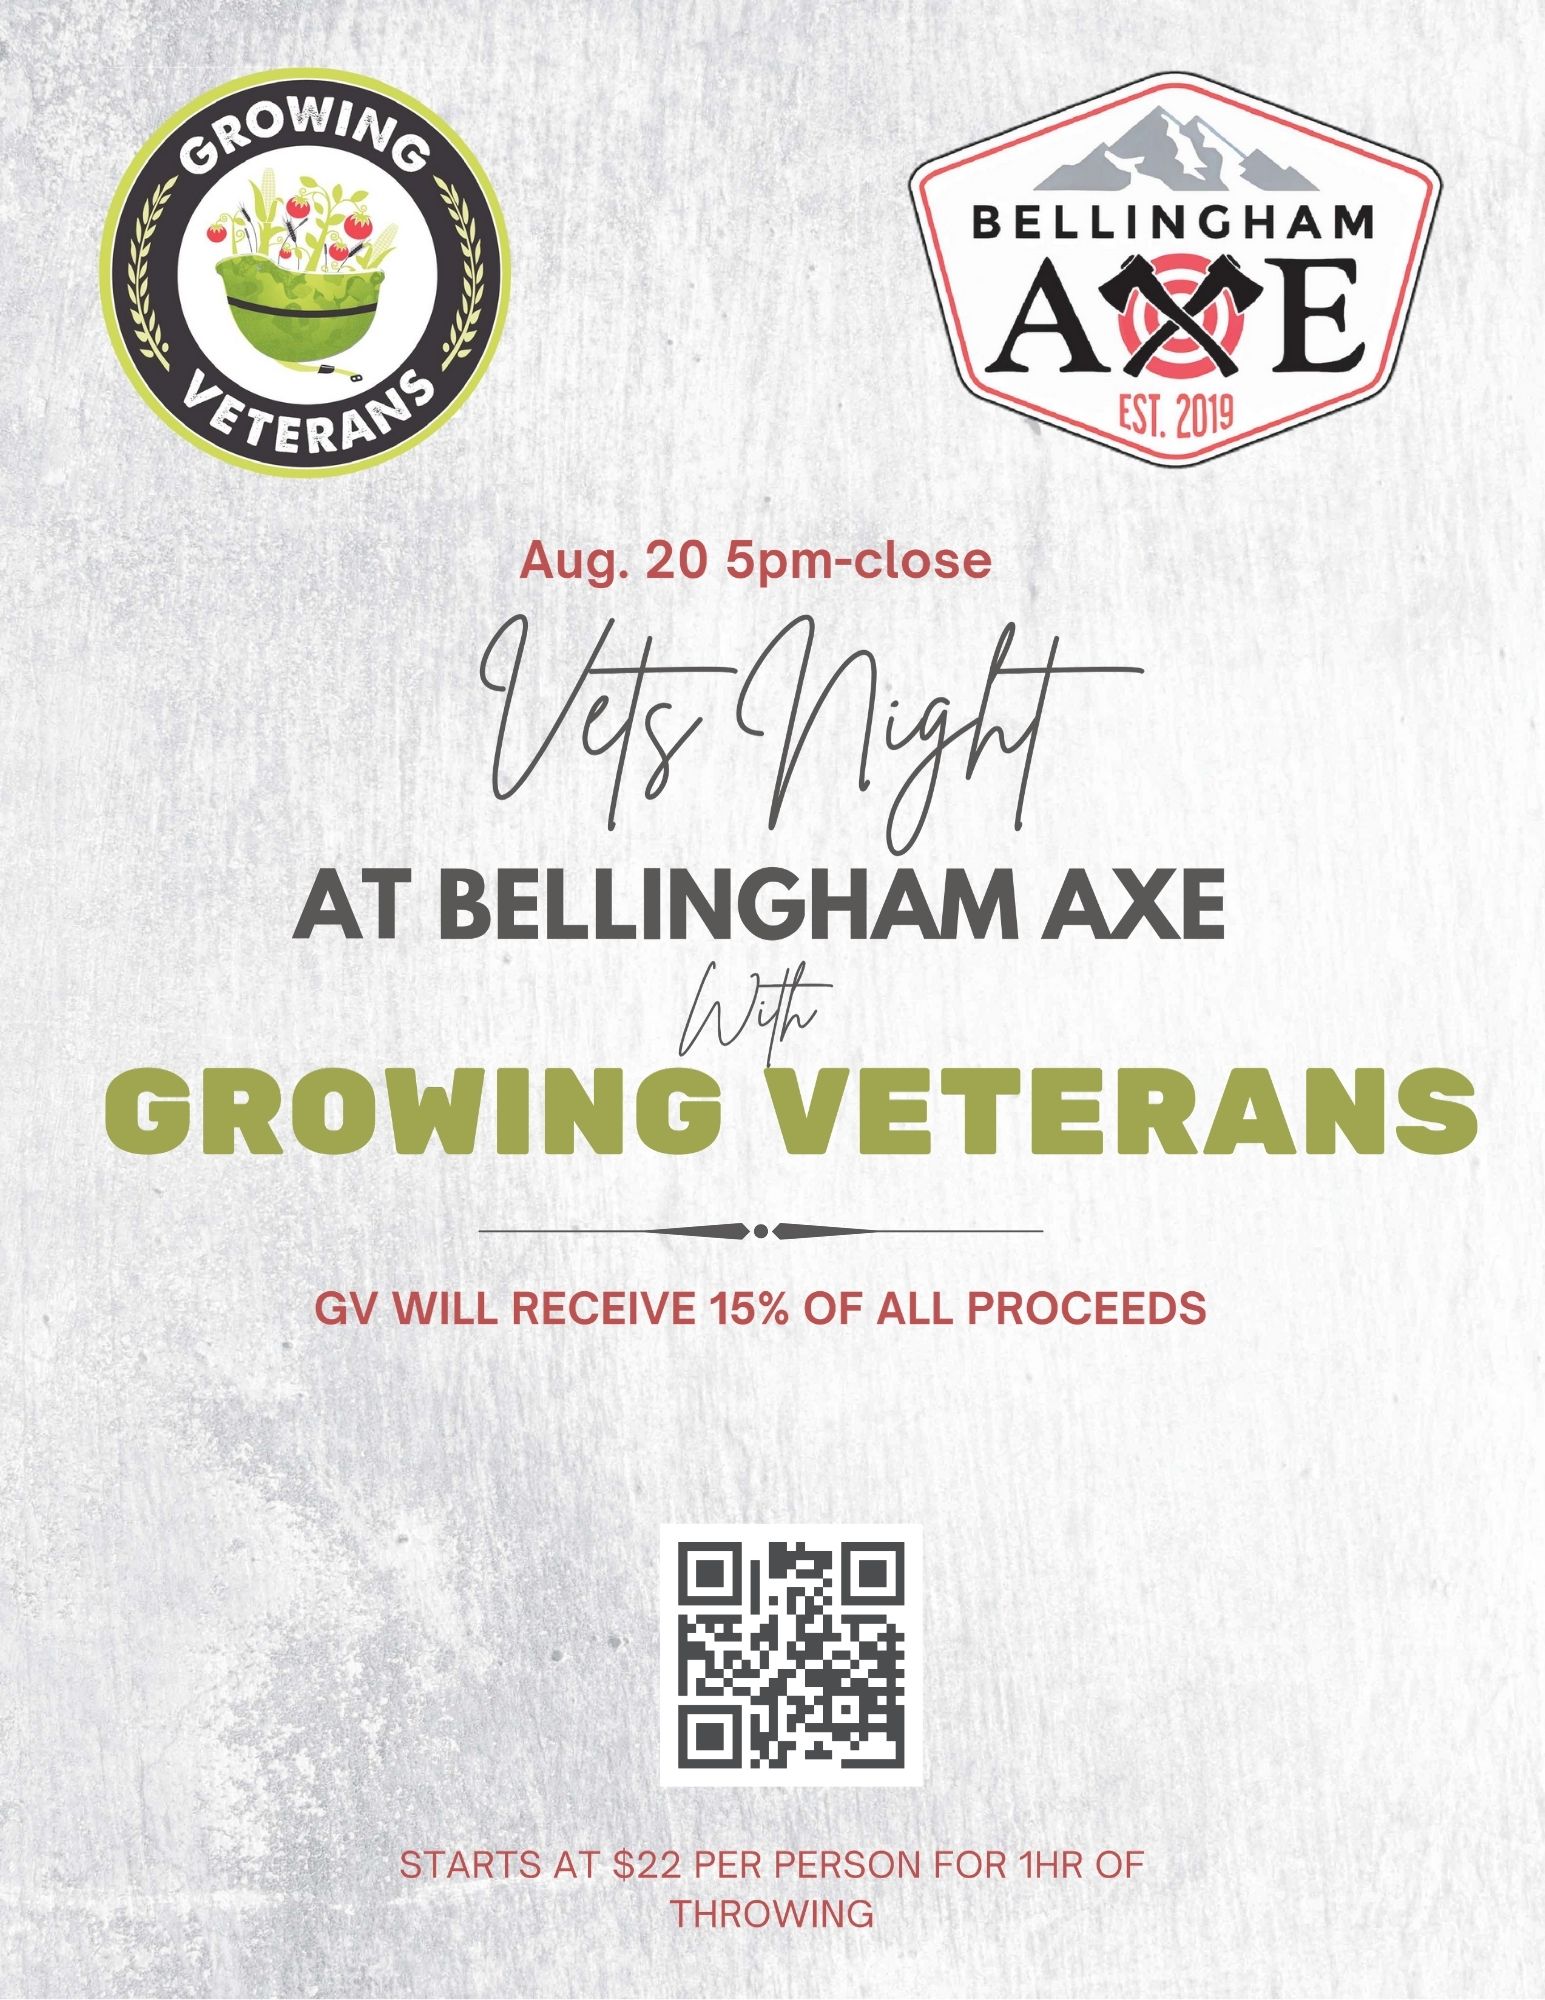 GROWING
VETERANS
BELLINGHAM
AXE
EST. 2019
Aug. 20 5pm-close
Vets Night
AT BELLINGHAM AXE
With
GROWING VETERANS
GV WILL RECEIVE 15% OF ALL PROCEEDS
STARTS AT $22 PER PERSON FOR 1HR OF
THROWING